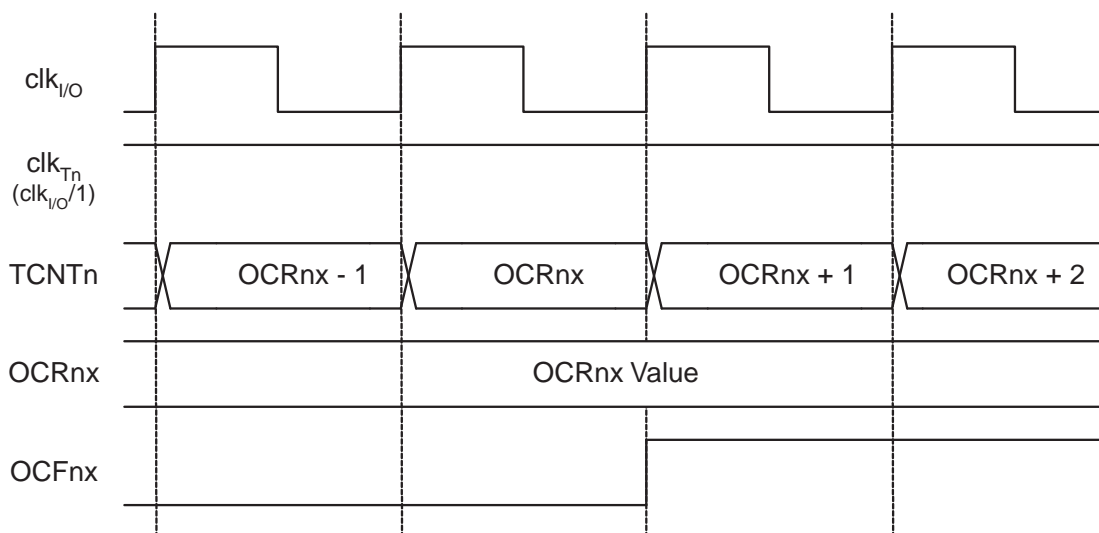 clkI/O
clkTn
(clkI/O/1)
TCNTn OCRnx - 1 OCRnx OCRnx + 1 OCRnx + 2
OCRnx OCRnx Value
OCFnx